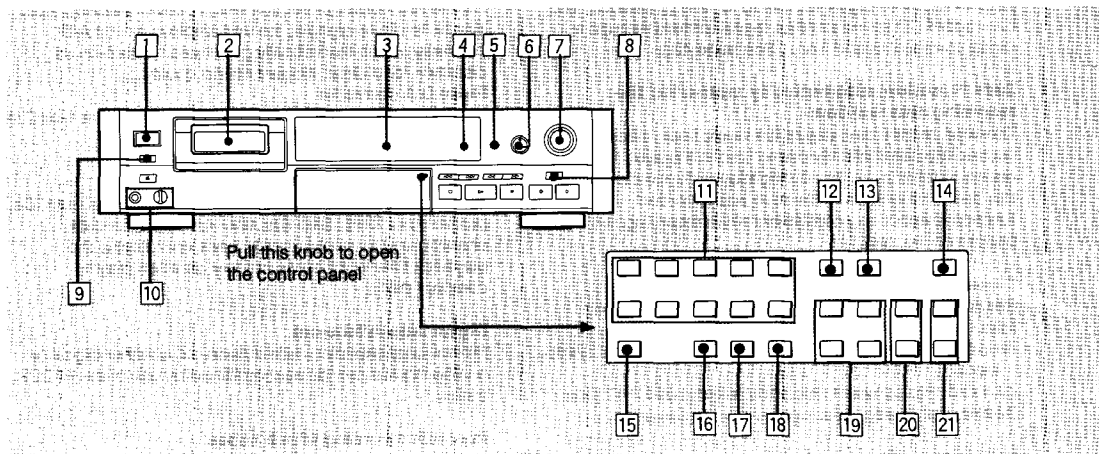 1 2 3 4 5 6 7 8
11 12 13 14
Pull this knob to open
the control panel
9 10
15 16 17 18 19 20 21